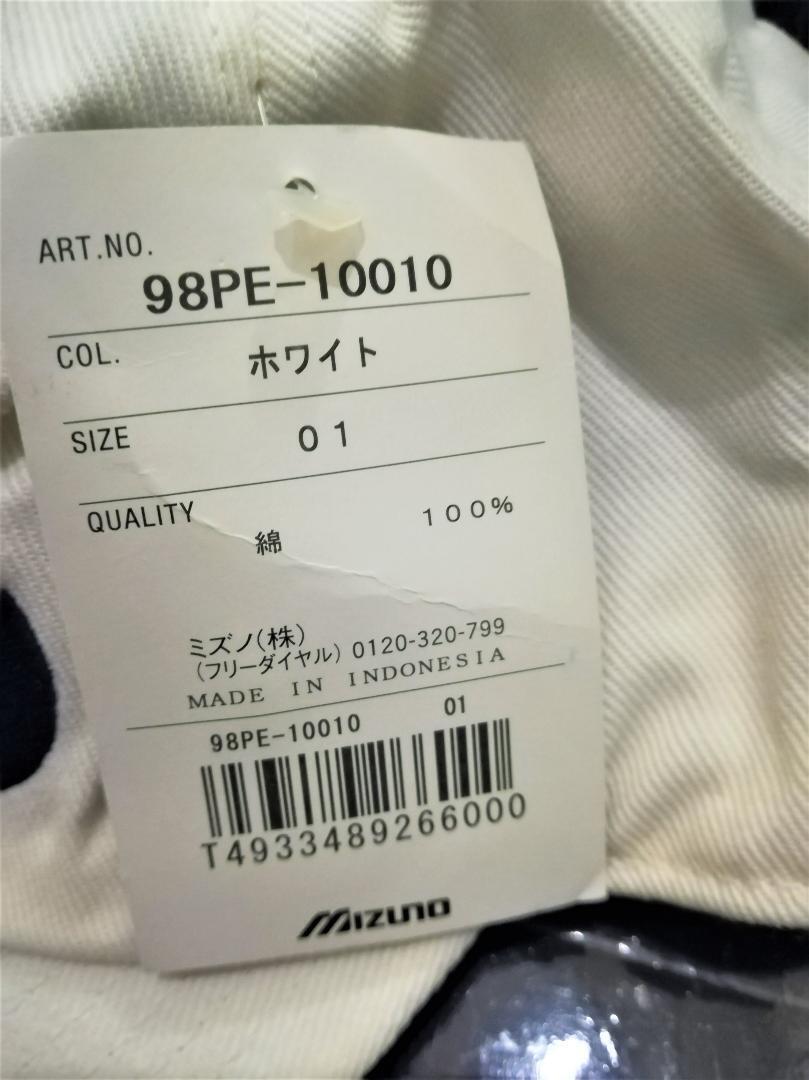 ART.NO.
98PE-10010
COL. ホワイト
SIZE 01
QUALITY
綿 100%
ミズノ(株)
(フリーダイヤル) 0120-320-799
MADE IN INDONESIA
98PE-10010 01
T4933489266000
MIZUNO